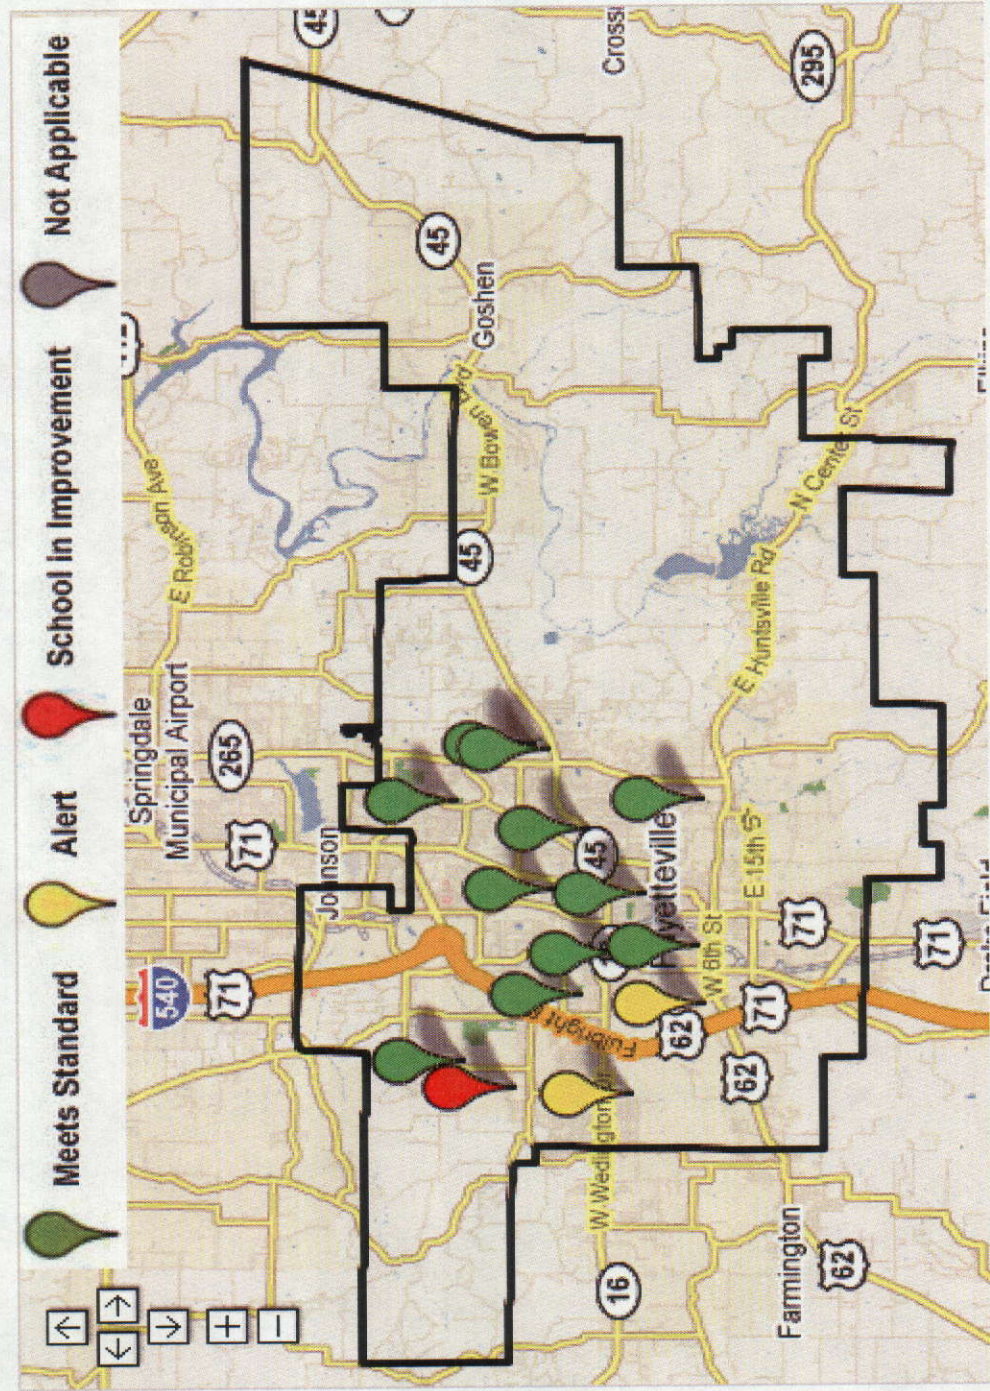 Meets Standard
Alert
School in Improvement
Not Applicable
Springdale
Municipal Airport
E Robinson Ave
540
71
265
71
45
Johnson
45
45
Goshen
W Bowen Blvd
45
W Wedington
16
Crossi
Fulbright
Fayetteville
62
W 6th St
62
E Huntsville Rd
E 15th St
71
Farmington
71
N Center St
295
62
71